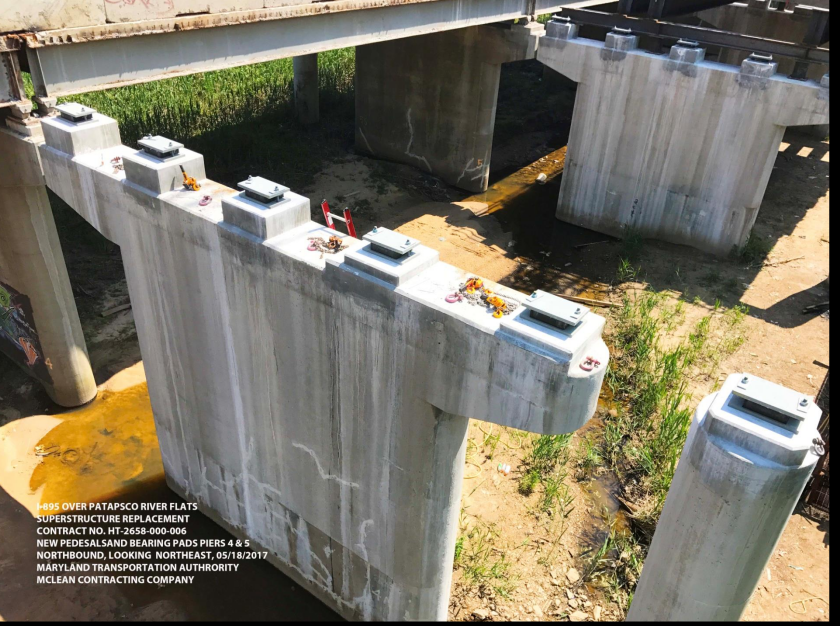 I-895 OVER PATAPSCO RIVER FLATS
SUPERSTRUCTURE REPLACEMENT
CONTRACT NO. HT-2658-000-006
NEW PEDESALSAND BEARING PADS PIERS 4 & 5
NORTHBOUND, LOOKING NORTHEAST, 05/18/2017
MARYLAND TRANSPORTATION AUTHRORITY
MCLEAN CONTRACTING COMPANY